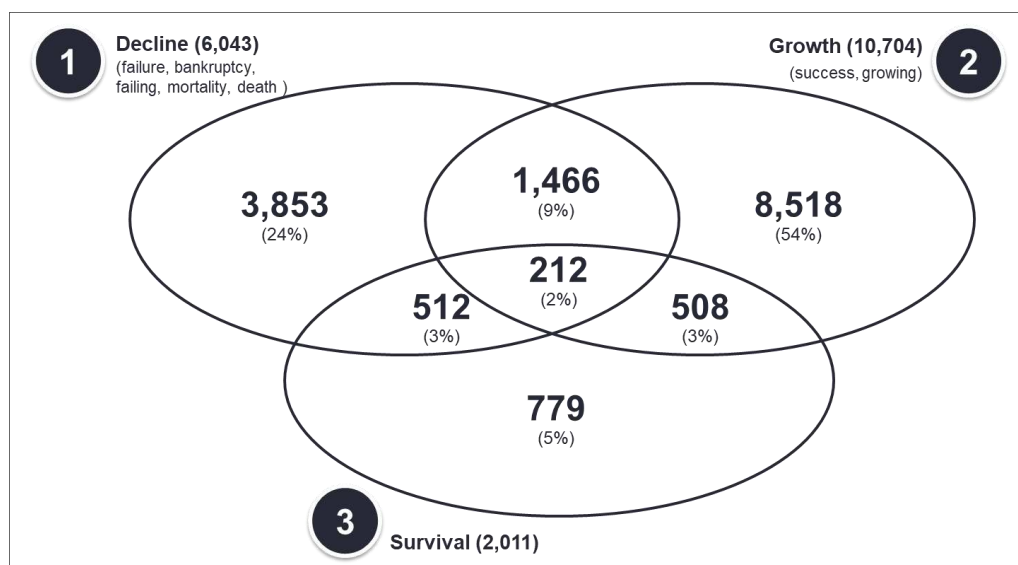 1
Decline (6,043)
(failure, bankruptcy,
failing, mortality, death )
Growth (10,704)
(success, growing)
2
3,853
(24%)
1,466
(9%)
8,518
(54%)
212
(2%)
512
(3%)
508
(3%)
779
(5%)
3
Survival (2,011)